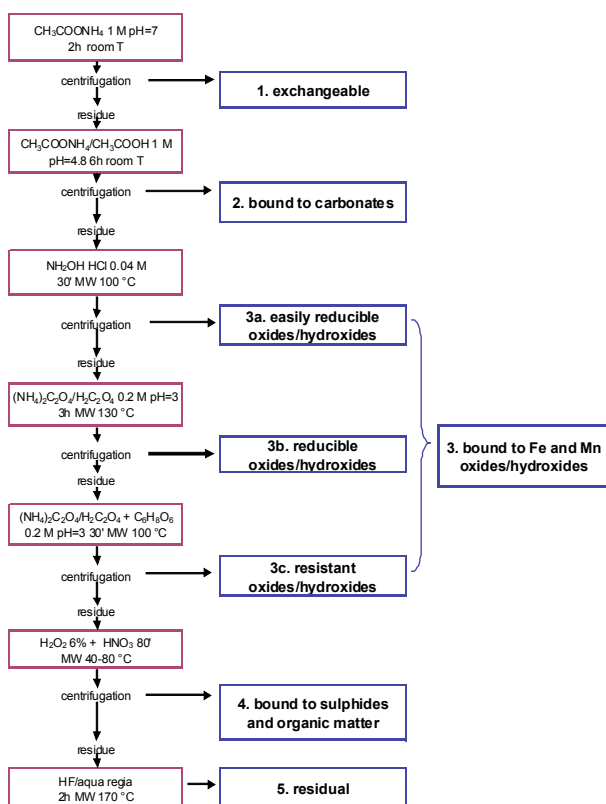 CH₃COONH₄ 1 M pH=7
2h room T
centrifugation
1. exchangeable
residue
CH₃COONH₄/CH₃COOH 1 M
pH=4.8 6h room T
centrifugation
2. bound to carbonates
residue
NH₂OH HCl 0.04 M
30' MW 100 °C
centrifugation
3a. easily reducible
oxides/hydroxides
residue
(NH₄)₂C₂O₄/H₂C₂O₄ 0.2 M pH=3
3h MW 130 °C
centrifugation
3b. reducible
oxides/hydroxides
3. bound to Fe and Mn
oxides/hydroxides
residue
(NH₄)₂C₂O₄/H₂C₂O₄ + C₆H₈O₆
0.2 M pH=3 30' MW 100 °C
centrifugation
3c. resistant
oxides/hydroxides
residue
H₂O₂ 6% + HNO₃ 80'
MW 40-80 °C
centrifugation
4. bound to sulphides
and organic matter
residue
HF/aqua regia
2h MW 170 °C
5. residual